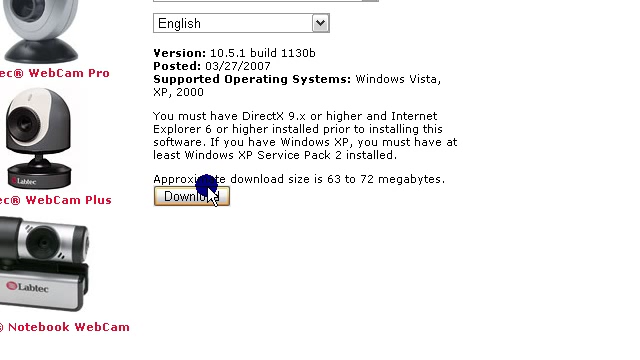 English
Version: 10.5.1 build 1130b
Posted: 03/27/2007
Supported Operating Systems: Windows Vista,
XP, 2000
ec® WebCam Pro
You must have DirectX 9.x or higher and Internet
Explorer 6 or higher installed prior to installing this
software. If you have Windows XP, you must have at
least Windows XP Service Pack 2 installed.
Labtec
Approximate download size is 63 to 72 megabytes.
Download
ec® WebCam Plus
Labtec
® Notebook WebCam